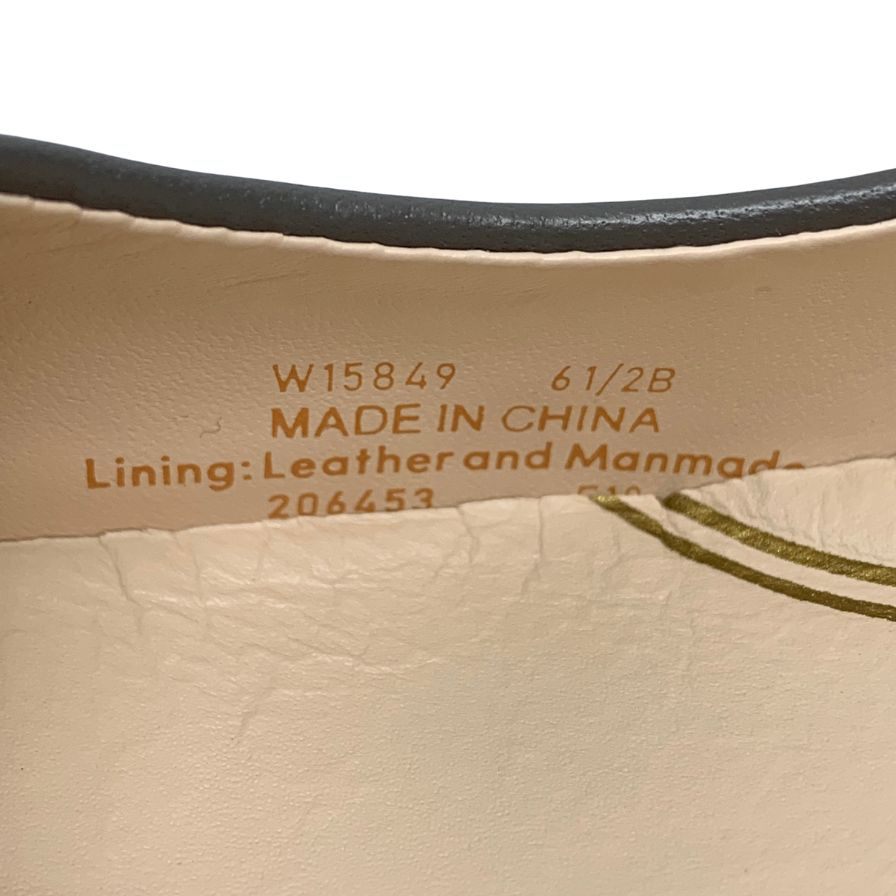 W15849 6 1/2B
MADE IN CHINA
Lining: Leather and Manmade
206453